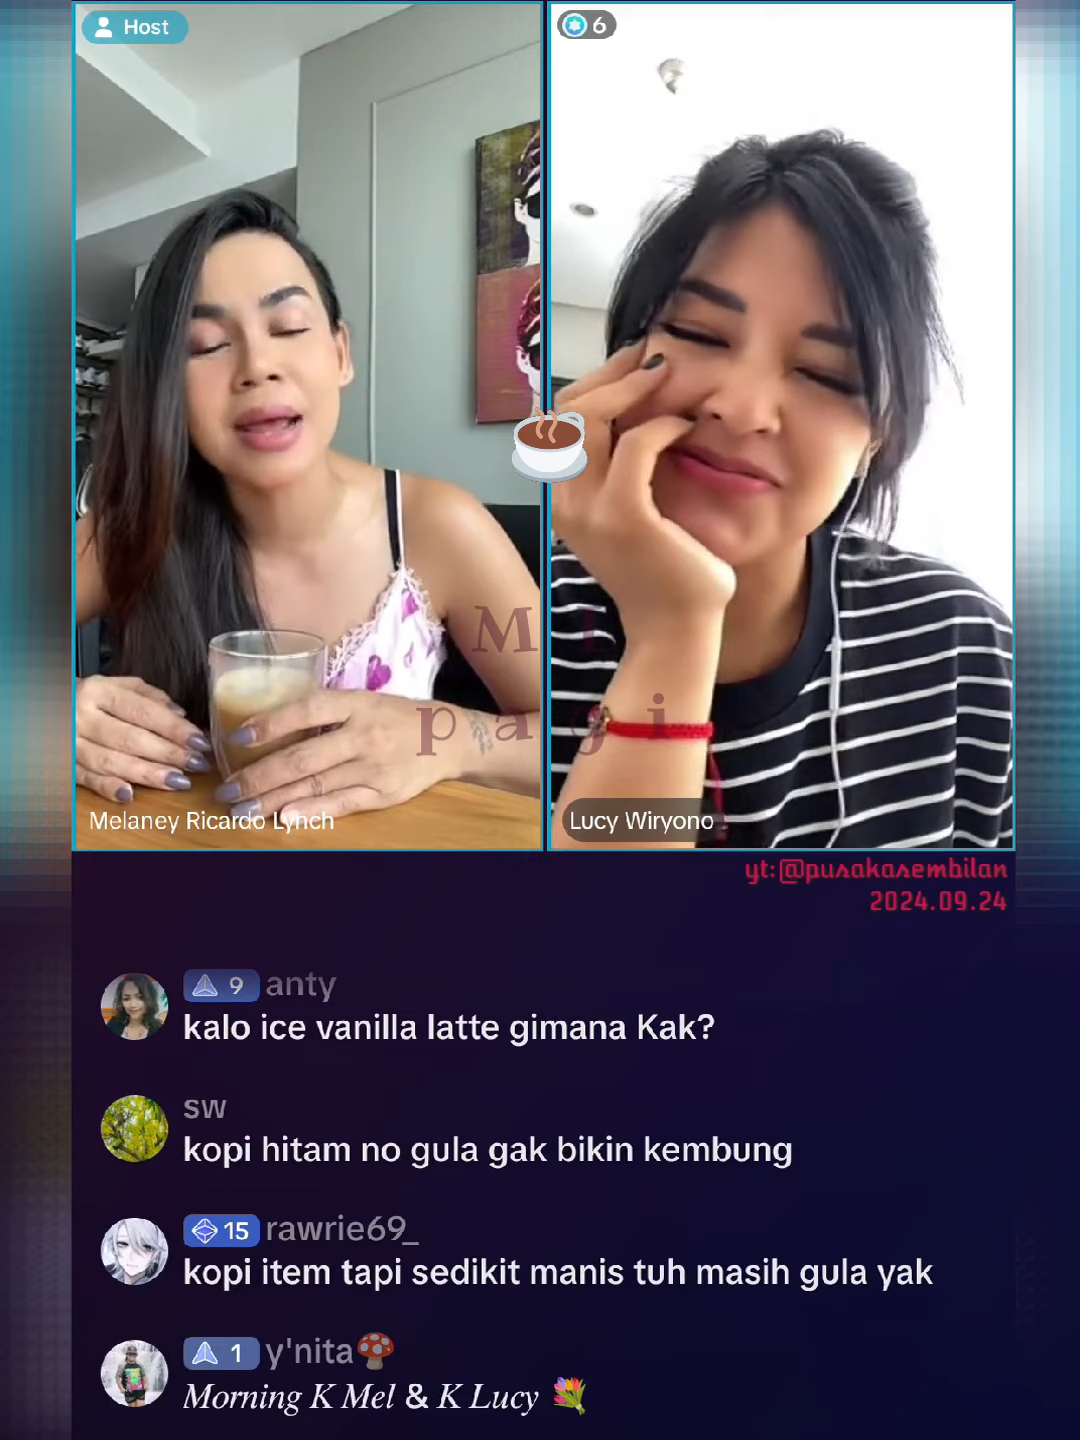 Host
6
M L
pagi
Melaney Ricardo Lynch
Lucy Wiryono
yt:@pusakasembilan
2024.09.24
9 anty
kalo ice vanilla latte gimana Kak?
sw
kopi hitam no gula gak bikin kembung
15 rawrie69_
kopi item tapi sedikit manis tuh masih gula yak
1 y'nita🍄
Morning K Mel & K Lucy 💐